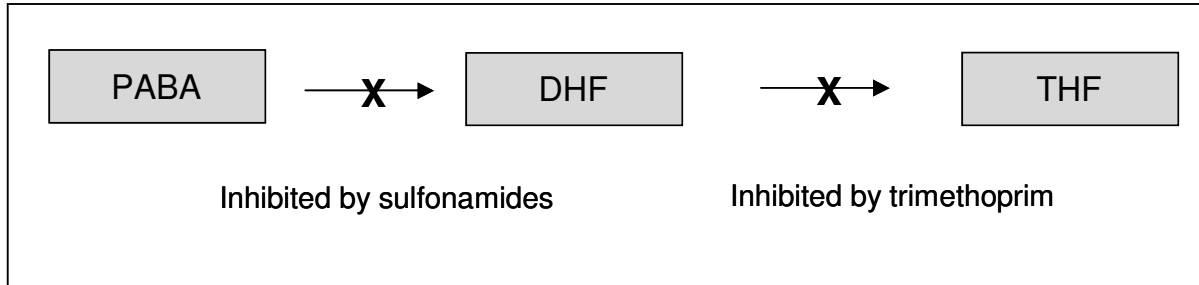 PABA X DHF X THF
Inhibited by sulfonamides Inhibited by trimethoprim